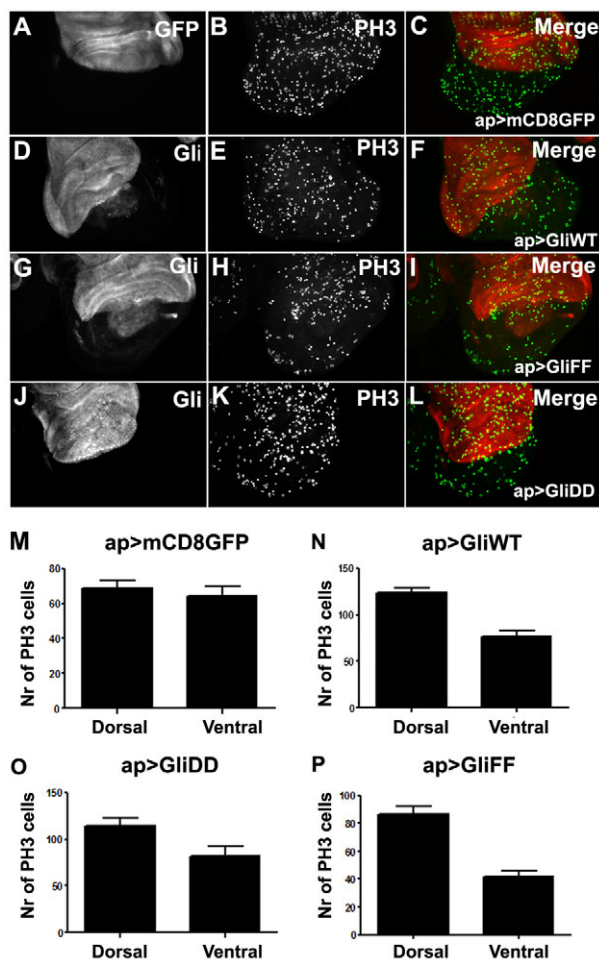 A GFP B PH3 C Merge
ap>mCD8GFP
D Gli E PH3 F Merge
ap>GliWT
G Gli H PH3 I Merge
ap>GliFF
J Gli K PH3 L Merge
ap>GliDD
M ap>mCD8GFP N ap>GliWT
Nr of PH3 cells
80
60
40
20
0
Dorsal Ventral
Nr of PH3 cells
150
100
50
0
Dorsal Ventral
O ap>GliDD P ap>GliFF
Nr of PH3 cells
150
100
50
0
Dorsal Ventral
Nr of PH3 cells
100
80
60
40
20
0
Dorsal Ventral